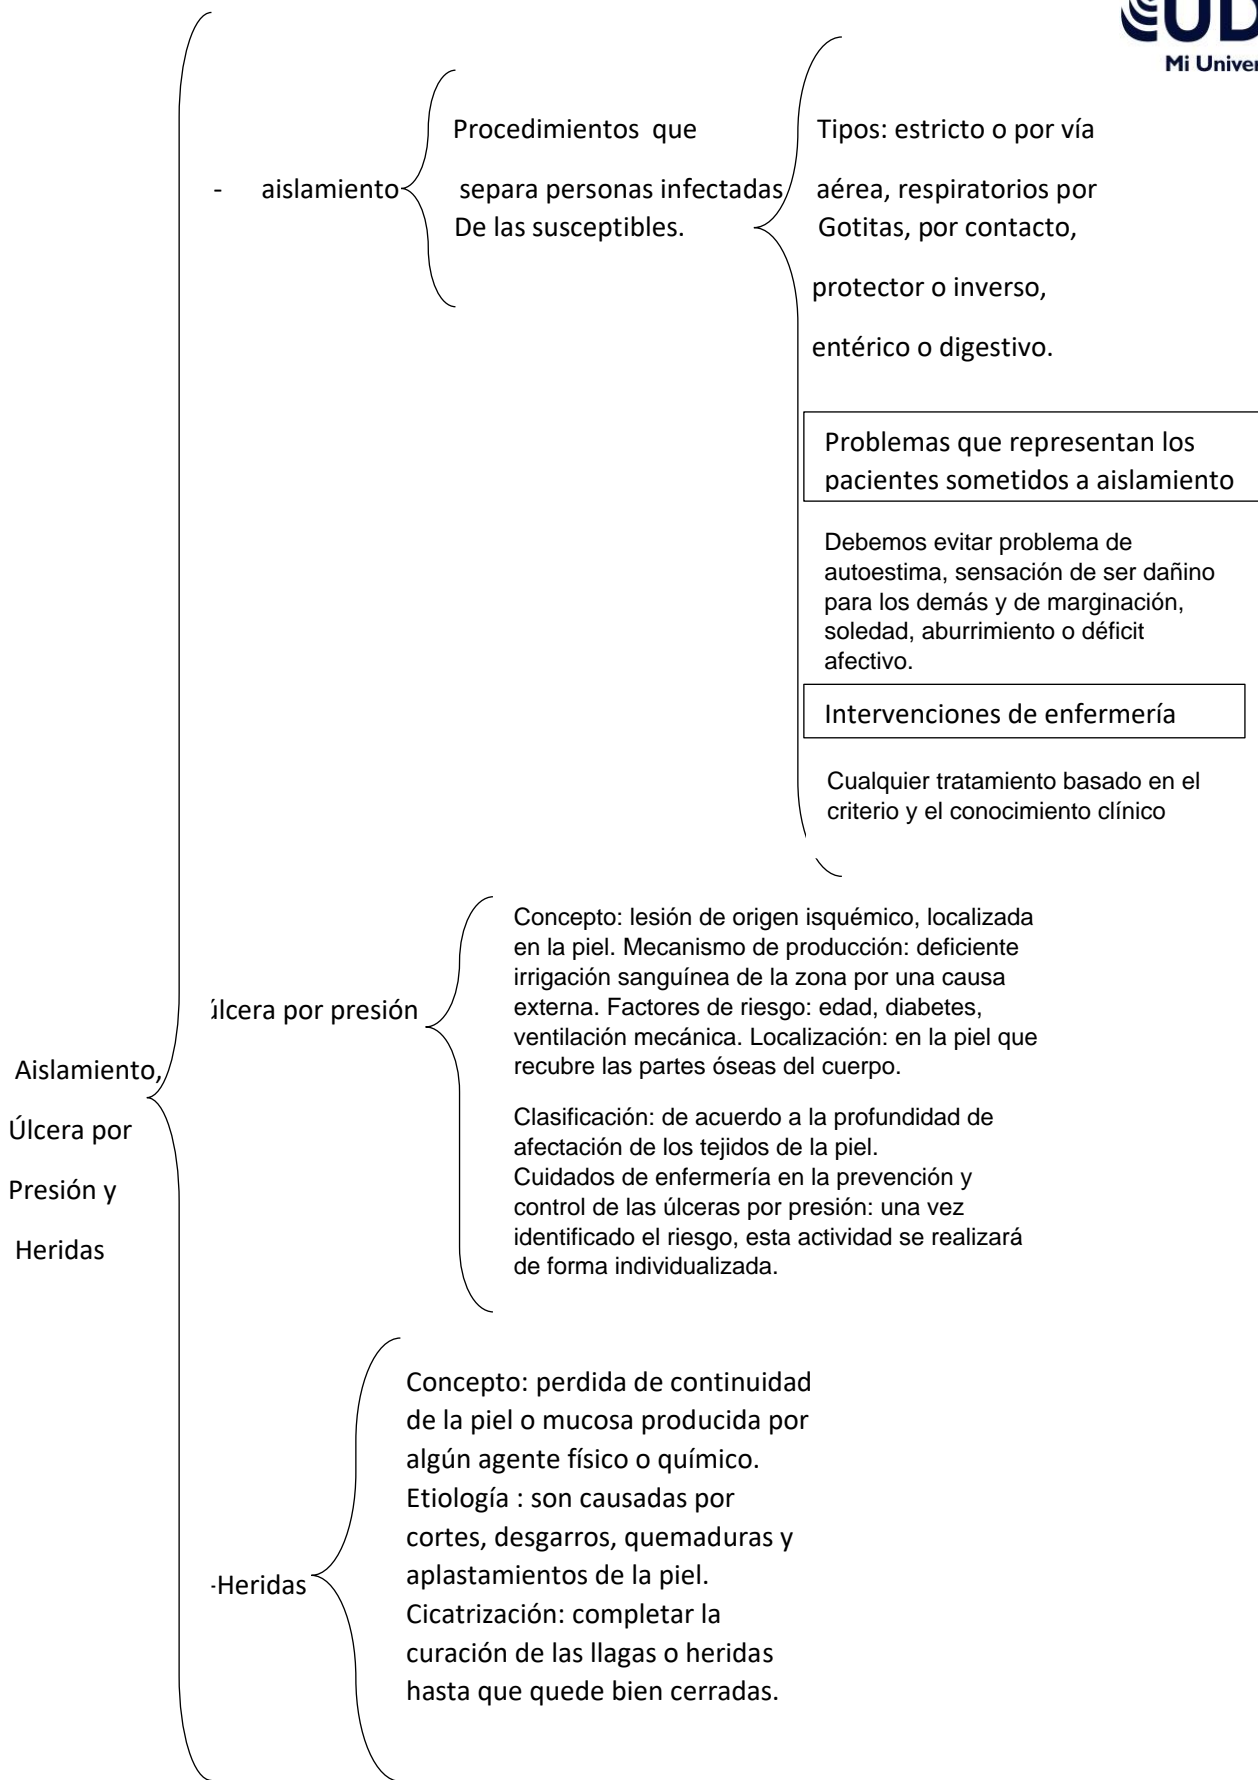 Mi Univer
Procedimientos que
separa personas infectadas
De las susceptibles.
- aislamiento
Tipos: estricto o por vía
aérea, respiratorios por
Gotitas, por contacto,
protector o inverso,
entérico o digestivo.
Problemas que representan los
pacientes sometidos a aislamiento
Debemos evitar problema de
autoestima, sensación de ser dañino
para los demás y de marginación,
soledad, aburrimiento o déficit
afectivo.
Intervenciones de enfermería
Cualquier tratamiento basado en el
criterio y el conocimiento clínico
Aislamiento,
Úlcera por
Presión y
Heridas
úlcera por presión
Concepto: lesión de origen isquémico, localizada
en la piel. Mecanismo de producción: deficiente
irrigación sanguínea de la zona por una causa
externa. Factores de riesgo: edad, diabetes,
ventilación mecánica. Localización: en la piel que
recubre las partes óseas del cuerpo.
Clasificación: de acuerdo a la profundidad de
afectación de los tejidos de la piel.
Cuidados de enfermería en la prevención y
control de las úlceras por presión: una vez
identificado el riesgo, esta actividad se realizará
de forma individualizada.
-Heridas
Concepto: perdida de continuidad
de la piel o mucosa producida por
algún agente físico o químico.
Etiología : son causadas por
cortes, desgarros, quemaduras y
aplastamientos de la piel.
Cicatrización: completar la
curación de las llagas o heridas
hasta que quede bien cerradas.